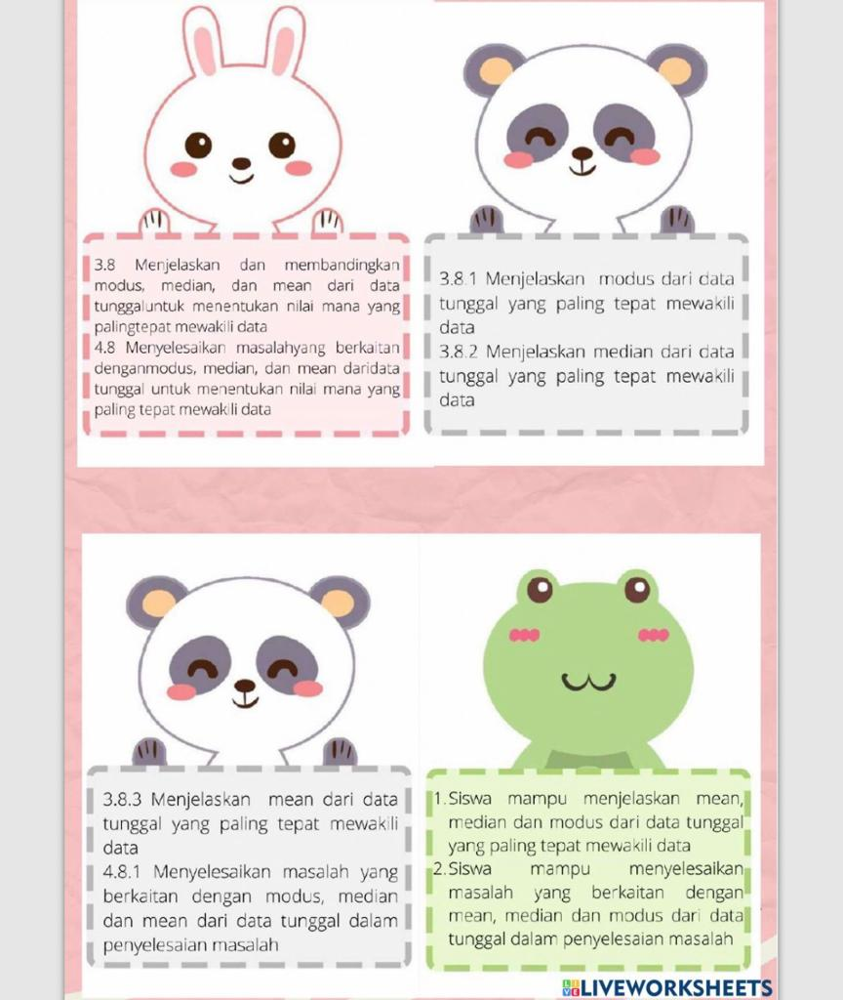 3.8 Menjelaskan dan membandingkan
modus, median, dan mean dari data
tunggaluntuk menentukan nilai mana yang
palingtepat mewakili data
4.8 Menyelesaikan masalahyang berkaitan
denganmodus, median, dan mean daridata
tunggal untuk menentukan nilai mana yang
paling tepat mewakili data
3.8.1 Menjelaskan modus dari data
tunggal yang paling tepat mewakili
data
3.8.2 Menjelaskan median dari data
tunggal yang paling tepat mewakili
data
3.8.3 Menjelaskan mean dari data
tunggal yang paling tepat mewakili
data
4.8.1 Menyelesaikan masalah yang
berkaitan dengan modus, median
dan mean dari data tunggal dalam
penyelesaian masalah
1. Siswa mampu menjelaskan mean,
median dan modus dari data tunggal
yang paling tepat mewakili data
2. Siswa mampu menyelesaikan
masalah yang berkaitan dengan
mean, median dan modus dari data
tunggal dalam penyelesaian masalah
LIVE LIVEWORKSHEETS